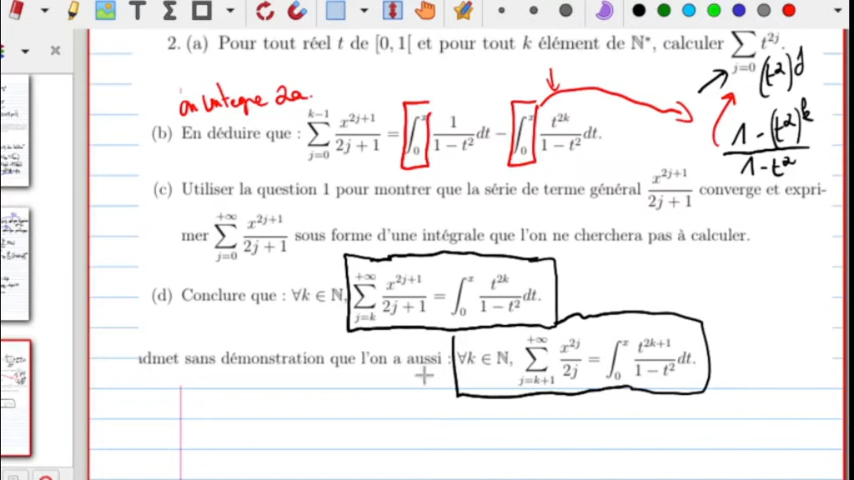 2. (a) Pour tout réel t de [0, 1[ et pour tout k élément de ℕ*, calculer ∑_{j=0} t^{2j}.
(t²)^j
on intègre 2a.
1 - (t²)^k / 1 - t²
(b) En déduire que : ∑_{j=0}^{k-1} x^{2j+1} / 2j + 1 = ∫_0^x 1 / 1 - t² dt - ∫_0^x t^{2k} / 1 - t² dt.
(c) Utiliser la question 1 pour montrer que la série de terme général x^{2j+1} / 2j + 1 converge et expri-
mer ∑_{j=0}^{+∞} x^{2j+1} / 2j + 1 sous forme d'une intégrale que l'on ne cherchera pas à calculer.
(d) Conclure que : ∀k ∈ ℕ, ∑_{j=k}^{+∞} x^{2j+1} / 2j + 1 = ∫_0^x t^{2k} / 1 - t² dt.
dmet sans démonstration que l'on a aussi : ∀k ∈ ℕ, ∑_{j=k+1}^{+∞} x^{2j} / 2j = ∫_0^x t^{2k+1} / 1 - t² dt.